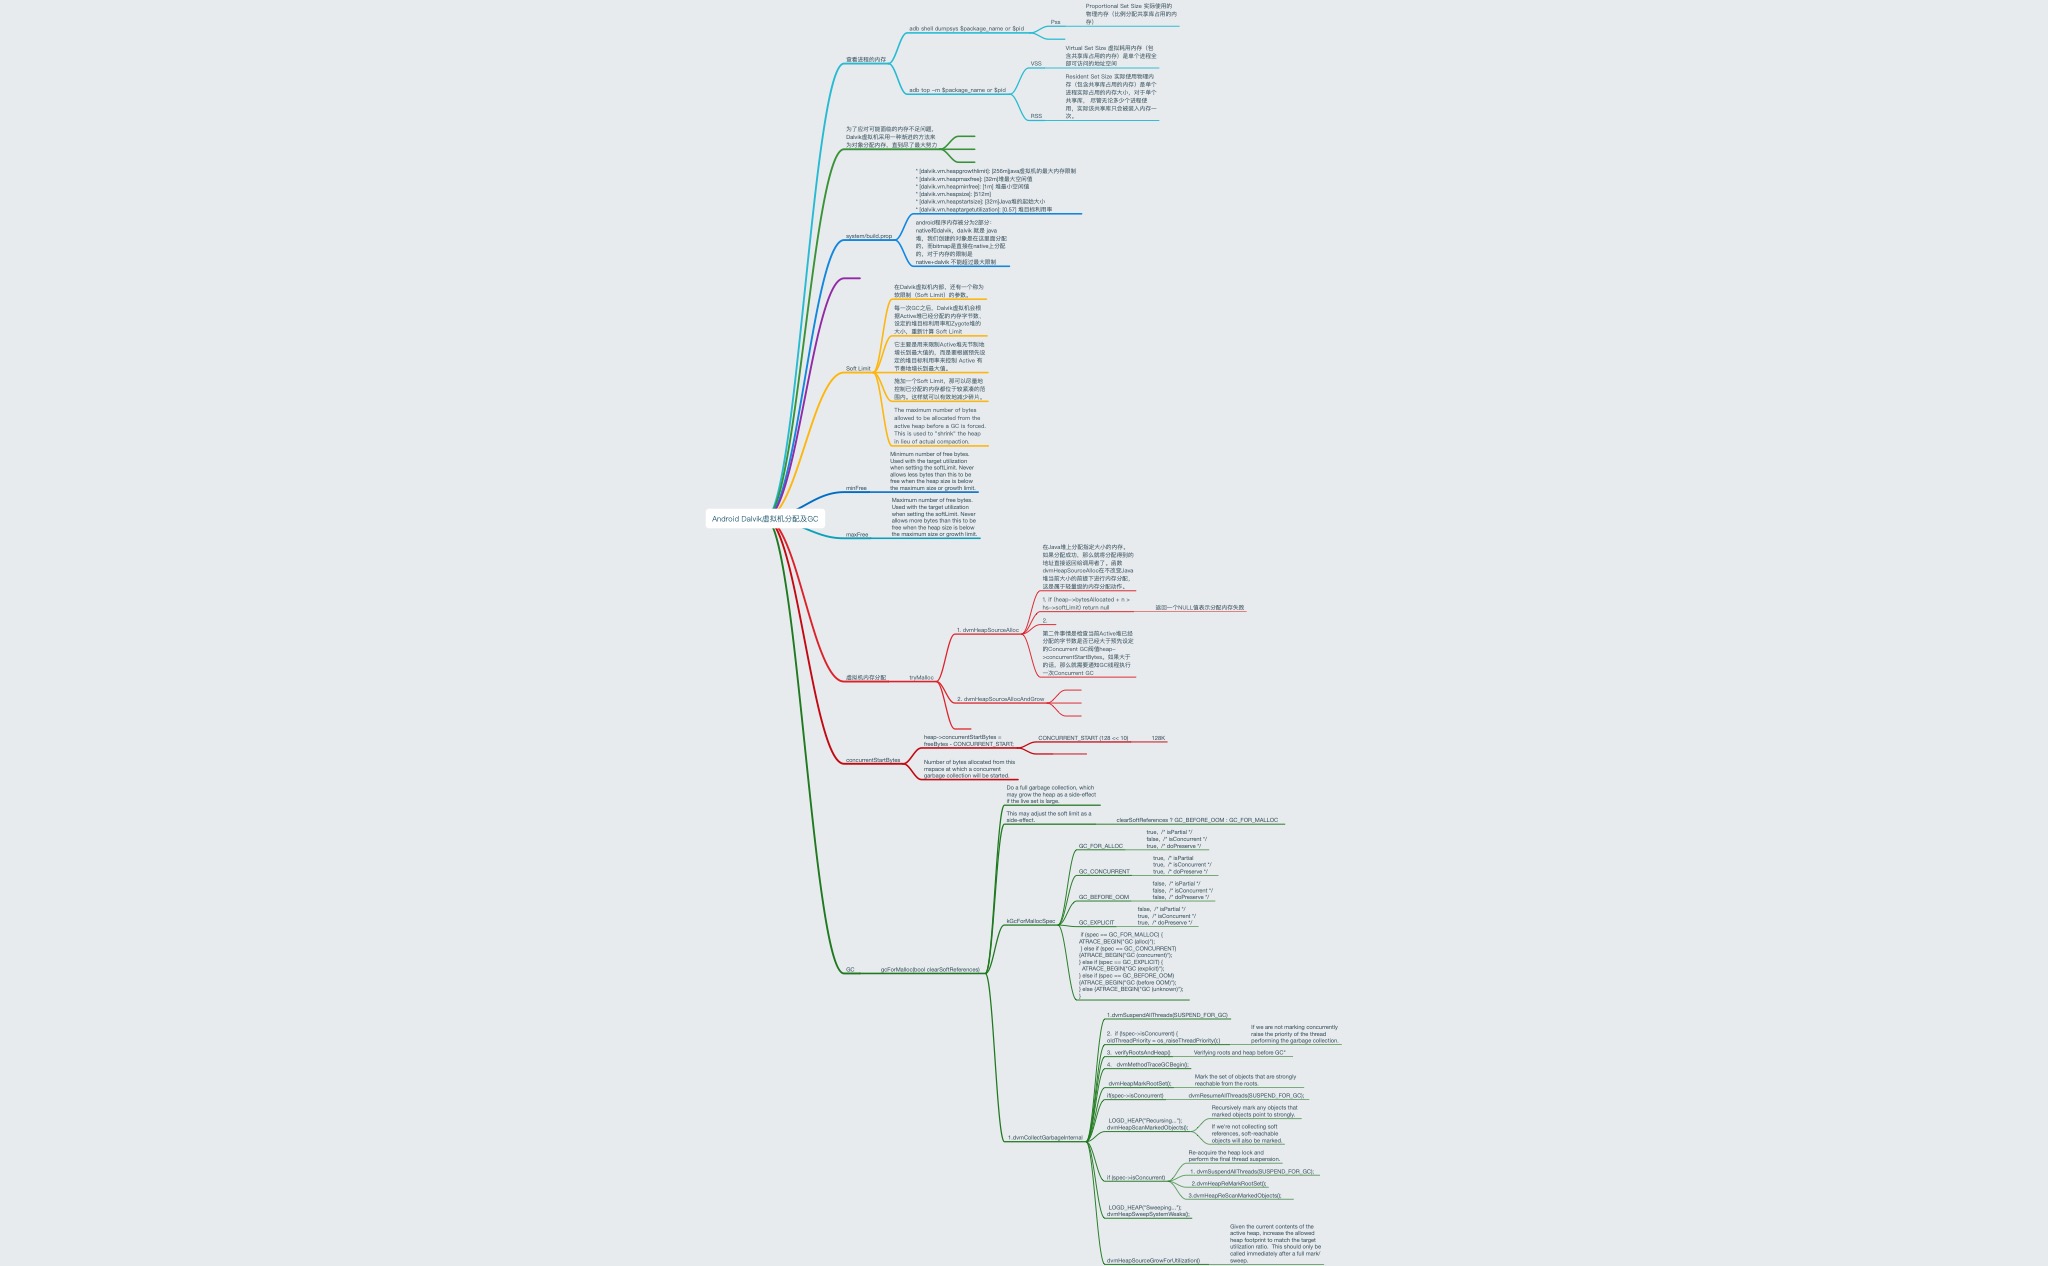 Android Dalvik虚拟机分配及GC
查看进程的内存
adb shell dumpsys $package_name or $pid
Pss
Proportional Set Size 实际使用的
物理内存（比例分配共享库占用的内
存）
adb top -m $package_name or $pid
VSS
Virtual Set Size 虚拟耗用内存（包
含共享库占用的内存）是单个进程全
部可访问的地址空间
RSS
Resident Set Size 实际使用物理内
存（包含共享库占用的内存）是单个
进程实际占用的内存大小，对于单个
共享库， 尽管无论多少个进程使
用，实际该共享库只会被装入内存一
次。
为了应对可能面临的内存不足问题，
Dalvik虚拟机采用一种渐进的方法来
为对象分配内存，直到尽了最大努力
system/build.prop
* [dalvik.vm.heapgrowthlimit]: [256m]java虚拟机的最大内存限制
* [dalvik.vm.heapmaxfree]: [32m]堆最大空闲值
* [dalvik.vm.heapminfree]: [1m] 堆最小空闲值
* [dalvik.vm.heapsize]: [512m]
* [dalvik.vm.heapstartsize]: [32m]Java堆的起始大小
* [dalvik.vm.heaptargetutilization]: [0.57] 堆目标利用率
android程序内存被分为2部分：
native和dalvik，dalvik 就是 java
堆，我们创建的对象是在这里面分配
的，而bitmap是直接在native上分配
的，对于内存的限制是
native+dalvik 不能超过最大限制
Soft Limit
在Dalvik虚拟机内部，还有一个称为
软限制（Soft Limit）的参数。
每一次GC之后，Dalvik虚拟机会根
据Active堆已经分配的内存字节数、
设定的堆目标利用率和Zygote堆的
大小，重新计算 Soft Limit
它主要是用来限制Active堆无节制地
增长到最大值的，而是要根据预先设
定的堆目标利用率来控制 Active 有
节奏地增长到最大值。
施加一个Soft Limit，那可以尽量地
控制已分配的内存都位于较紧凑的范
围内。这样就可以有效地减少碎片。
The maximum number of bytes
allowed to be allocated from the
active heap before a GC is forced.
This is used to "shrink" the heap
in lieu of actual compaction.
minFree
Minimum number of free bytes.
Used with the target utilization
when setting the softLimit. Never
allows less bytes than this to be
free when the heap size is below
the maximum size or growth limit.
maxFree
Maximum number of free bytes.
Used with the target utilization
when setting the softLimit. Never
allows more bytes than this to be
free when the heap size is below
the maximum size or growth limit.
虚拟机内存分配
tryMalloc
1. dvmHeapSourceAlloc
在Java堆上分配指定大小的内存。
如果分配成功，那么就将分配得到的
地址直接返回给调用者了。函数
dvmHeapSourceAlloc在不改变Java
堆当前大小的前提下进行内存分配，
这是属于轻量级的内存分配动作。
1. if (heap->bytesAllocated + n >
hs->softLimit) return null
返回一个NULL值表示分配内存失败
2.
第二件事情是检查当前Active堆已经
分配的字节数是否已经大于预先设定
的Concurrent GC阀值heap-
>concurrentStartBytes。如果大于
的话，那么就需要通知GC线程执行
一次Concurrent GC
2. dvmHeapSourceAllocAndGrow
concurrentStartBytes
heap->concurrentStartBytes =
freeBytes - CONCURRENT_START;
CONCURRENT_START (128 << 10)
128K
Number of bytes allocated from this
mspace at which a concurrent
garbage collection will be started.
GC
gcForMalloc(bool clearSoftReferences)
Do a full garbage collection, which
may grow the heap as a side-effect
if the live set is large.
This may adjust the soft limit as a
side-effect.
clearSoftReferences ? GC_BEFORE_OOM : GC_FOR_MALLOC
kGcForMallocSpec
GC_FOR_ALLOC
true,  /* isPartial */
false,  /* isConcurrent */
true,  /* doPreserve */
GC_CONCURRENT
true,  /* isPartial
true,  /* isConcurrent */
true,  /* doPreserve */
GC_BEFORE_OOM
false,  /* isPartial */
false,  /* isConcurrent */
false,  /* doPreserve */
GC_EXPLICIT
false,  /* isPartial */
true,  /* isConcurrent */
true,  /* doPreserve */
if (spec == GC_FOR_MALLOC) {
ATRACE_BEGIN("GC (alloc)");
} else if (spec == GC_CONCURRENT)
{ATRACE_BEGIN("GC (concurrent)");
} else if (spec == GC_EXPLICIT) {
ATRACE_BEGIN("GC (explicit)");
} else if (spec == GC_BEFORE_OOM)
{ATRACE_BEGIN("GC (before OOM)");
} else {ATRACE_BEGIN("GC (unknown)");
}
1.dvmCollectGarbageInternal
1.dvmSuspendAllThreads(SUSPEND_FOR_GC)
2.  if (!spec->isConcurrent) {
oldThreadPriority = os_raiseThreadPriority();}
If we are not marking concurrently
raise the priority of the thread
performing the garbage collection.
3.  verifyRootsAndHeap()
Verifying roots and heap before GC"
4.   dvmMethodTraceGCBegin();
dvmHeapMarkRootSet();
Mark the set of objects that are strongly
reachable from the roots.
if(spec->isConcurrent)
dvmResumeAllThreads(SUSPEND_FOR_GC);
LOGD_HEAP("Recursing...");
dvmHeapScanMarkedObjects();
Recursively mark any objects that
marked objects point to strongly.
If we're not collecting soft
references, soft-reachable
objects will also be marked.
if (spec->isConcurrent)
Re-acquire the heap lock and
perform the final thread suspension.
1. dvmSuspendAllThreads(SUSPEND_FOR_GC);
2.dvmHeapReMarkRootSet();
3.dvmHeapReScanMarkedObjects();
LOGD_HEAP("Sweeping...");
dvmHeapSweepSystemWeaks();
dvmHeapSourceGrowForUtilization()
Given the current contents of the
active heap, increase the allowed
heap footprint to match the target
utilization ratio.  This should only be
called immediately after a full mark/
sweep.